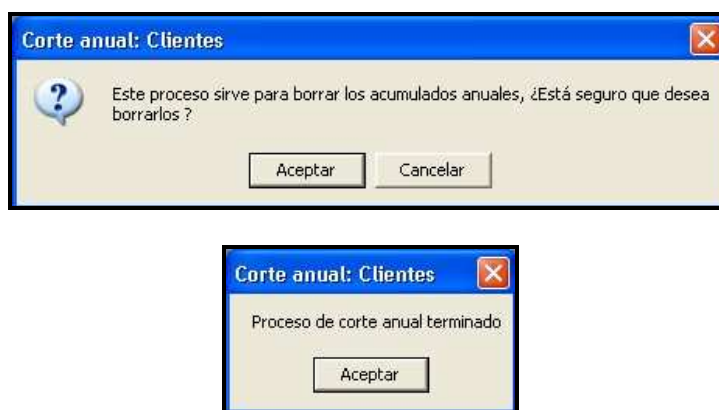 Corte anual: Clientes
Este proceso sirve para borrar los acumulados anuales, ¿Está seguro que desea
borrarlos ?
Aceptar Cancelar
Corte anual: Clientes
Proceso de corte anual terminado
Aceptar